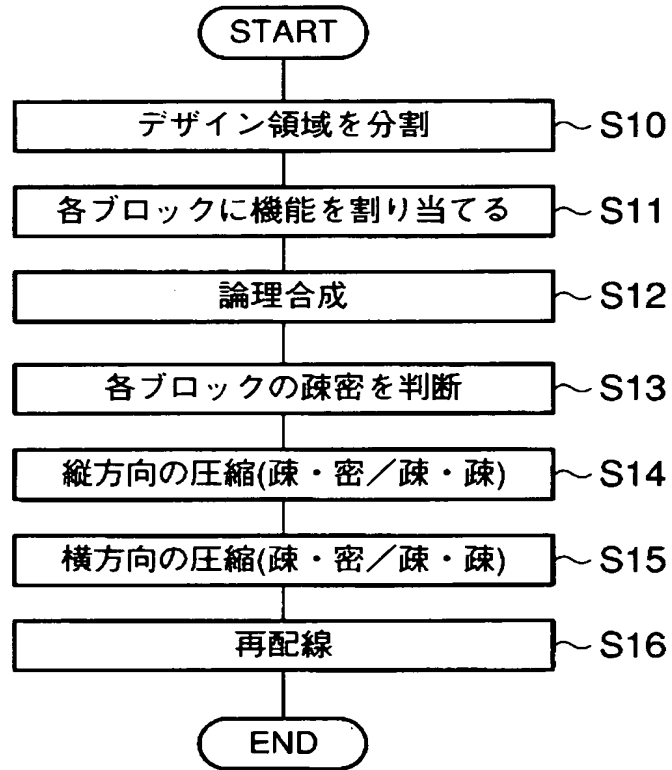 START
デザイン領域を分割 S10
各ブロックに機能を割り当てる S11
論理合成 S12
各ブロックの疎密を判断 S13
縦方向の圧縮(疎・密／疎・疎) S14
横方向の圧縮(疎・密／疎・疎) S15
再配線 S16
END